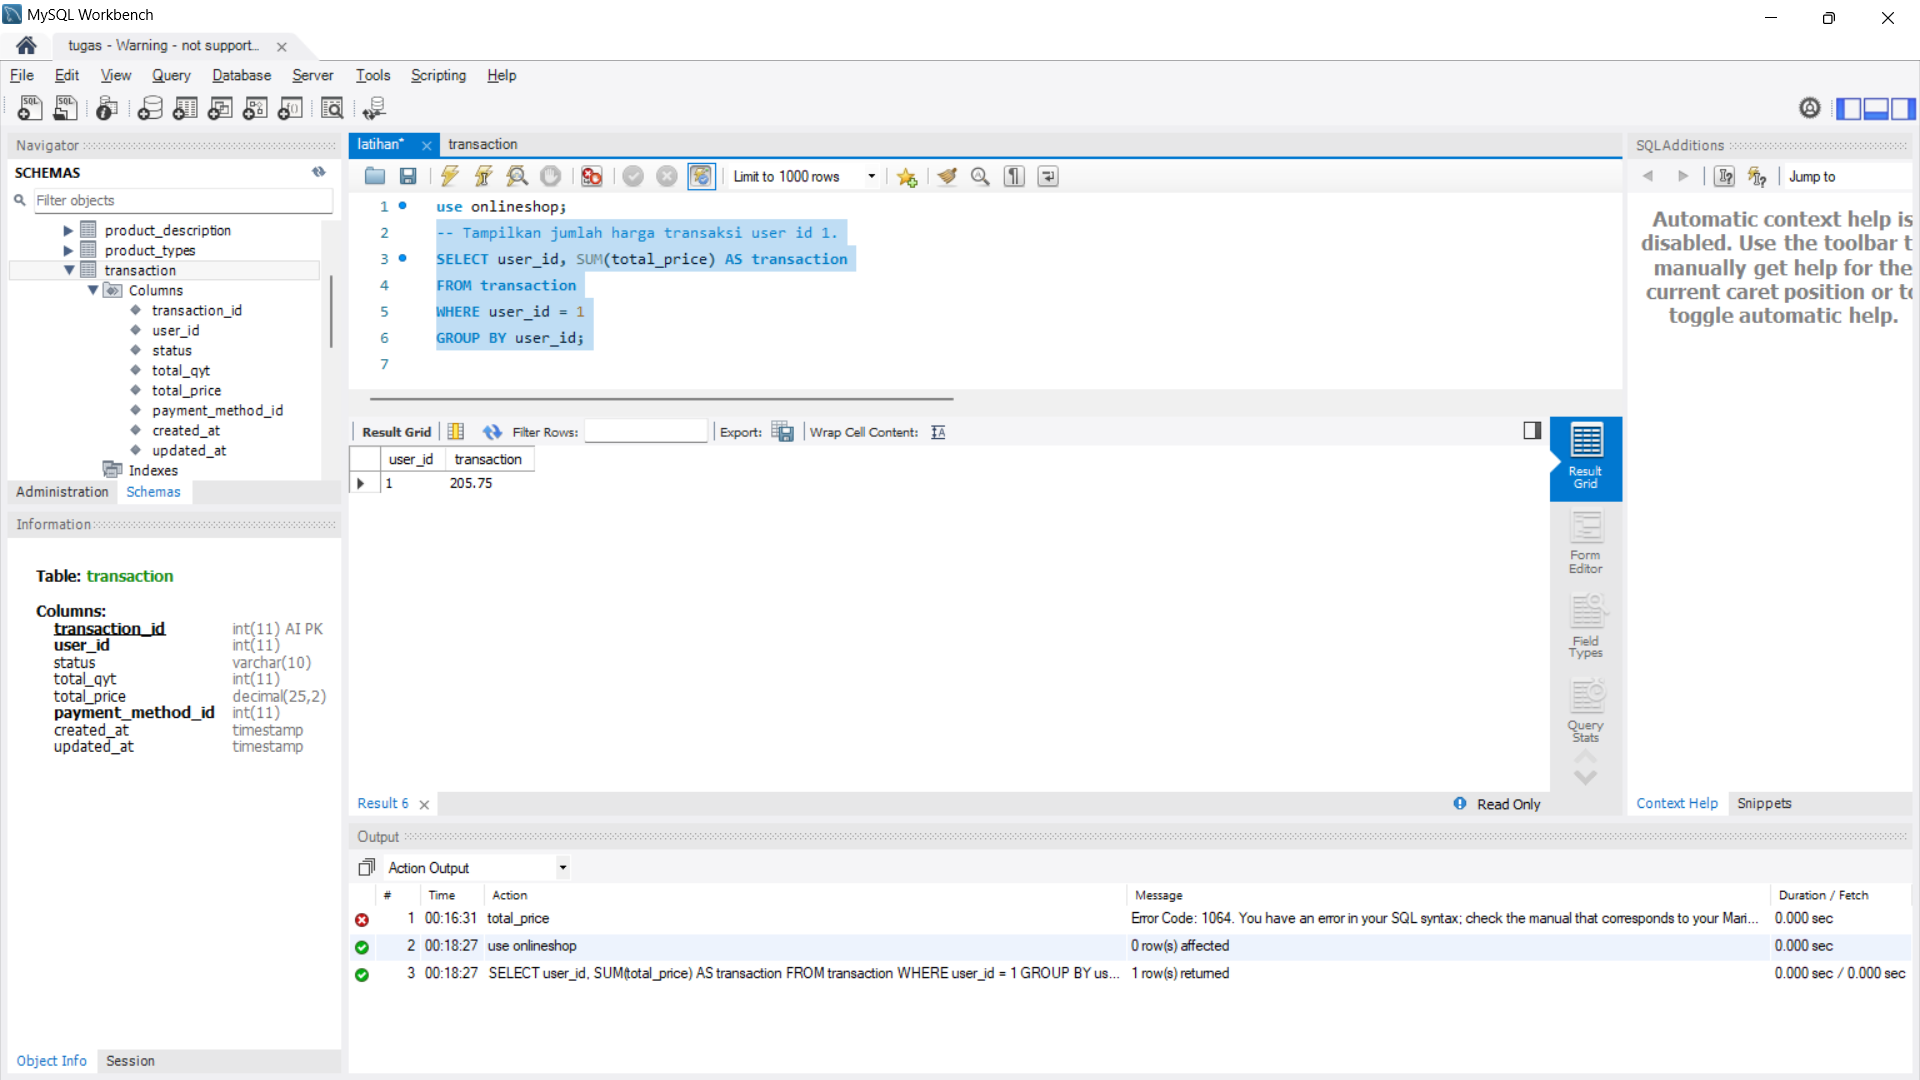 MySQL Workbench
tugas - Warning - not support...
File Edit View Query Database Server Tools Scripting Help
Navigator
SCHEMAS
Filter objects
product_description
product_types
transaction
Columns
transaction_id
user_id
status
total_qyt
total_price
payment_method_id
created_at
updated_at
Indexes
Administration Schemas
Information
Table: transaction
Columns:
transaction_id int(11) AI PK
user_id int(11)
status varchar(10)
total_qyt int(11)
total_price decimal(25,2)
payment_method_id int(11)
created_at timestamp
updated_at timestamp
Object Info Session
latihan* transaction
Limit to 1000 rows
1 use onlineshop;
2 -- Tampilkan jumlah harga transaksi user id 1.
3 SELECT user_id, SUM(total_price) AS transaction
4 FROM transaction
5 WHERE user_id = 1
6 GROUP BY user_id;
7
Result Grid Filter Rows: Export: Wrap Cell Content:
user_id transaction
1 205.75
Result
Grid
Form
Editor
Field
Types
Query
Stats
Result 6 Read Only
SQLAdditions
Jump to
Automatic context help is
disabled. Use the toolbar t
manually get help for the
current caret position or to
toggle automatic help.
Context Help Snippets
Output
Action Output
# Time Action Message Duration / Fetch
1 00:16:31 total_price Error Code: 1064. You have an error in your SQL syntax; check the manual that corresponds to your Mari... 0.000 sec
2 00:18:27 use onlineshop 0 row(s) affected 0.000 sec
3 00:18:27 SELECT user_id, SUM(total_price) AS transaction FROM transaction WHERE user_id = 1 GROUP BY us... 1 row(s) returned 0.000 sec / 0.000 sec